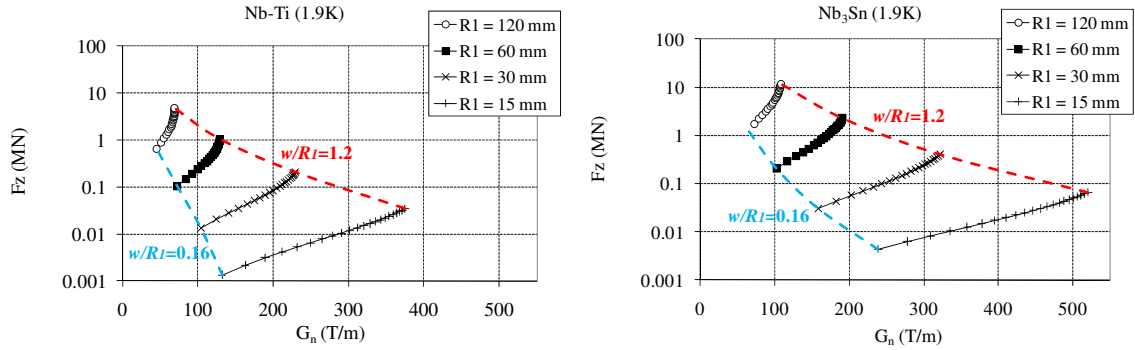 Nb-Ti (1.9K)
R1 = 120 mm
R1 = 60 mm
R1 = 30 mm
R1 = 15 mm
100
10
1
0.1
0.01
0.001
Fz (MN)
w/R1=1.2
w/R1=0.16
0 100 200 300 400 500
Gn (T/m)
Nb3Sn (1.9K)
R1 = 120 mm
R1 = 60 mm
R1 = 30 mm
R1 = 15 mm
100
10
1
0.1
0.01
0.001
Fz (MN)
w/R1=1.2
w/R1=0.16
0 100 200 300 400 500
Gn (T/m)